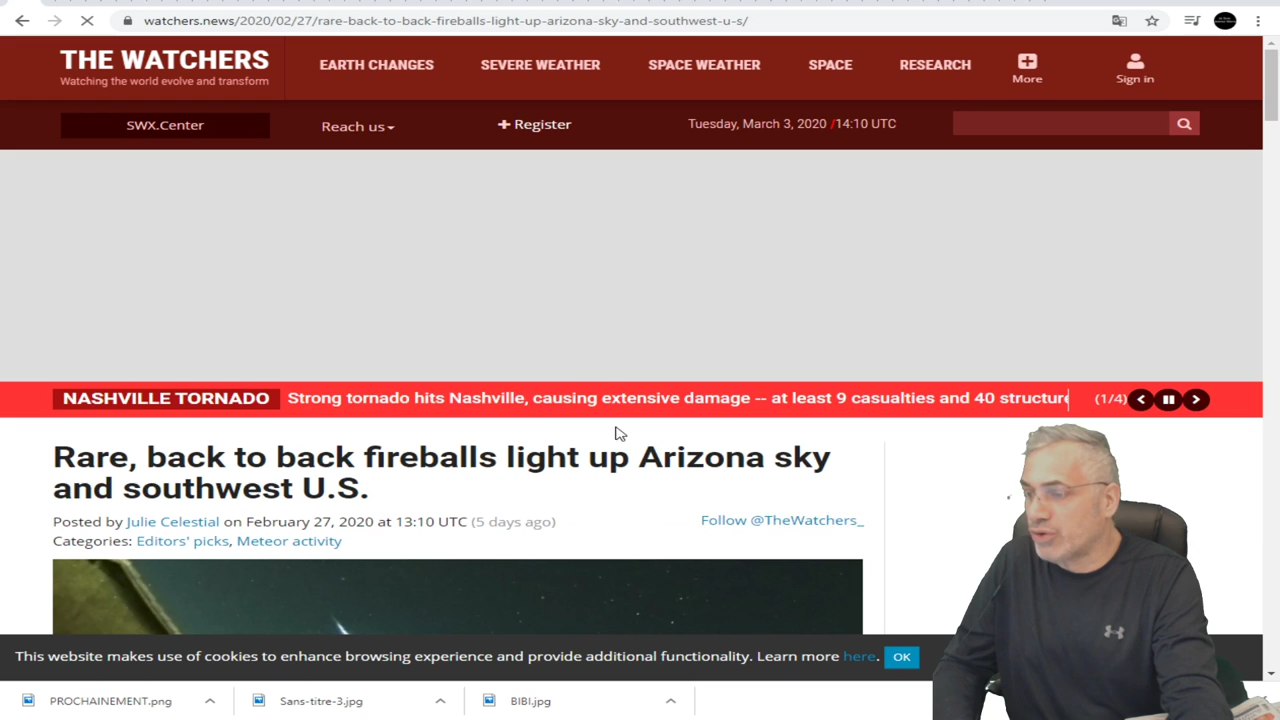 watchers.news/2020/02/27/rare-back-to-back-fireballs-light-up-arizona-sky-and-southwest-u-s/
THE WATCHERS
Watching the world evolve and transform
EARTH CHANGES
SEVERE WEATHER
SPACE WEATHER
SPACE
RESEARCH
More
Sign in
SWX.Center
Reach us
Register
Tuesday, March 3, 2020 /14:10 UTC
NASHVILLE TORNADO
Strong tornado hits Nashville, causing extensive damage -- at least 9 casualties and 40 structure
(1/4)
Rare, back to back fireballs light up Arizona sky
and southwest U.S.
Posted by Julie Celestial on February 27, 2020 at 13:10 UTC (5 days ago)
Follow @TheWatchers_
Categories: Editors' picks, Meteor activity
This website makes use of cookies to enhance browsing experience and provide additional functionality. Learn more here.
OK
PROCHAINEMENT.png
Sans-titre-3.jpg
BIBI.jpg